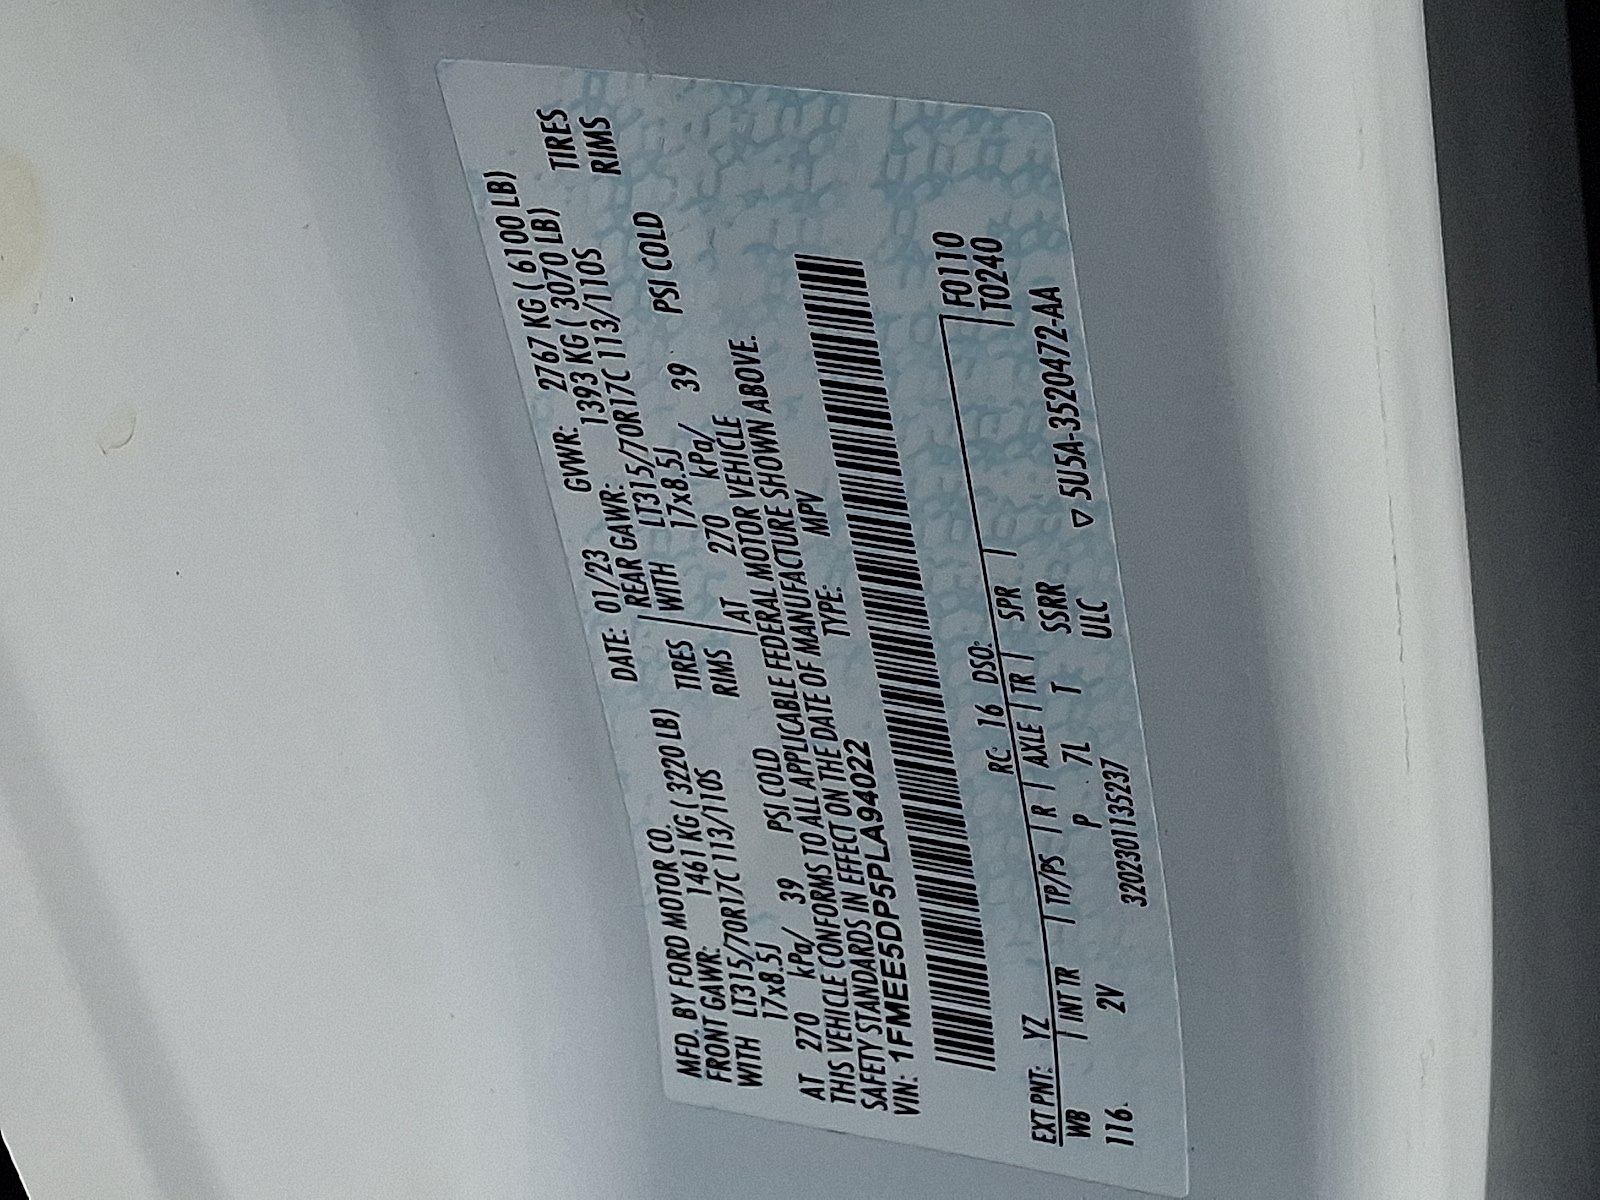 MFD. BY FORD MOTOR CO. DATE: 01/23 GVWR: 2767 KG ( 6100 LB)
FRONT GAWR: 1461 KG ( 3220 LB) REAR GAWR: 1393 KG ( 3070 LB)
WITH LT315/70R17C 113/110S TIRES WITH LT315/70R17C 113/110S TIRES
17x8.5J RIMS 17x8.5J RIMS
AT 270 kPa/ 39 PSI COLD AT 270 kPa/ 39 PSI COLD
THIS VEHICLE CONFORMS TO ALL APPLICABLE FEDERAL MOTOR VEHICLE
SAFETY STANDARDS IN EFFECT ON THE DATE OF MANUFACTURE SHOWN ABOVE.
VIN: 1FMEE5DP5PLA94022 TYPE: MPV
EXT PNT: YZ RC: 16 DSO: F0110
WB INT TR TP/PS R AXLE TR SPR T0240
116 2V P 7L T SSRR
3202301135237 ULC ▽ 5U5A-3520472-AA